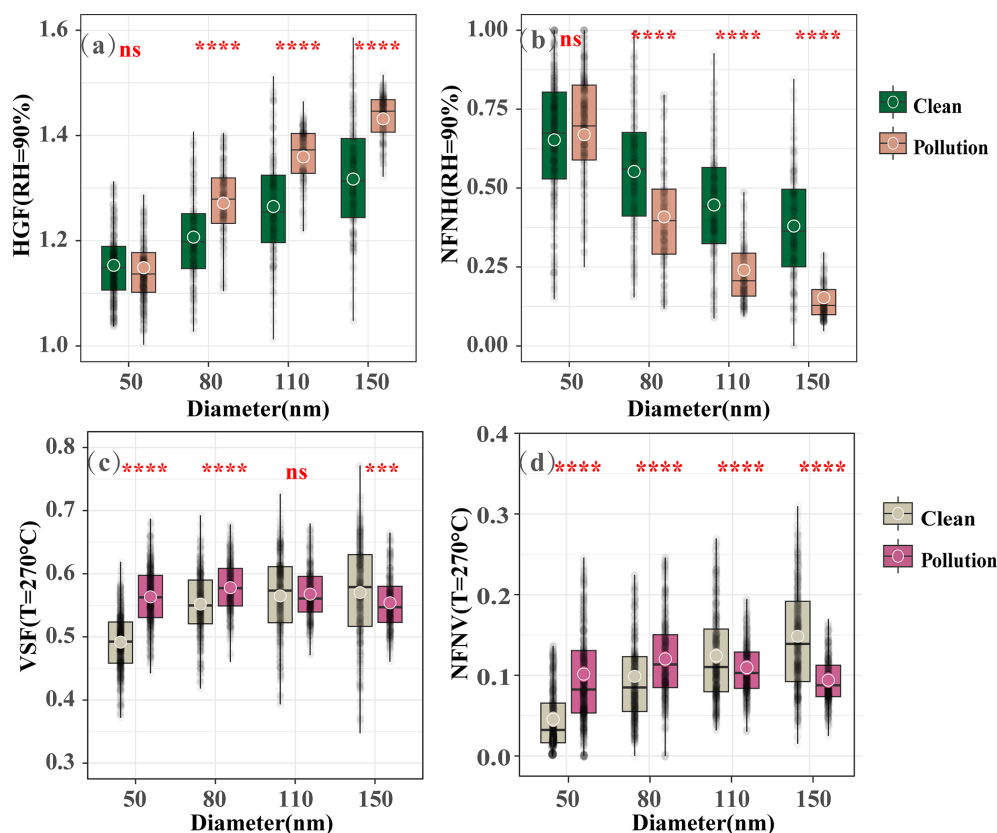 (a)
ns
****
****
****
1.6
1.4
1.2
1.0
HGF(RH=90%)
50
80
110
150
Diameter(nm)
(b)
ns
****
****
****
1.00
0.75
0.50
0.25
0.00
NFNH(RH=90%)
50
80
110
150
Diameter(nm)
Clean
Pollution
(c)
****
****
ns
***
0.8
0.7
0.6
0.5
0.4
0.3
VSF(T=270°C)
50
80
110
150
Diameter(nm)
(d)
****
****
****
****
0.4
0.3
0.2
0.1
0.0
NFNV(T=270°C)
50
80
110
150
Diameter(nm)
Clean
Pollution